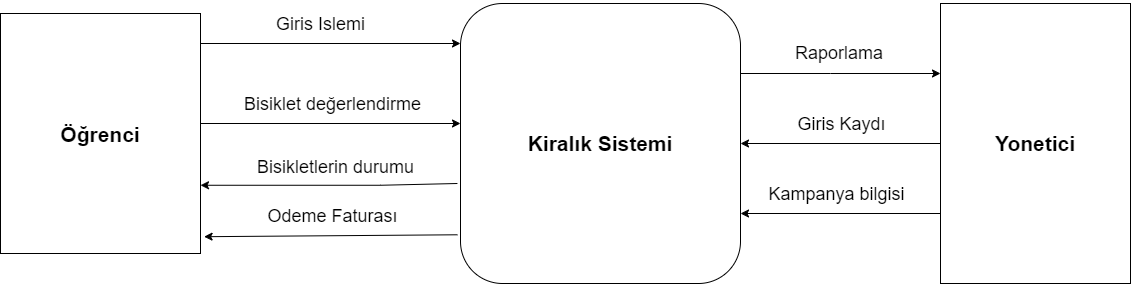 Giris Islemi
Bisiklet değerlendirme
Öğrenci
Bisikletlerin durumu
Odeme Faturası
Kiralık Sistemi
Raporlama
Giris Kaydı
Kampanya bilgisi
Yonetici